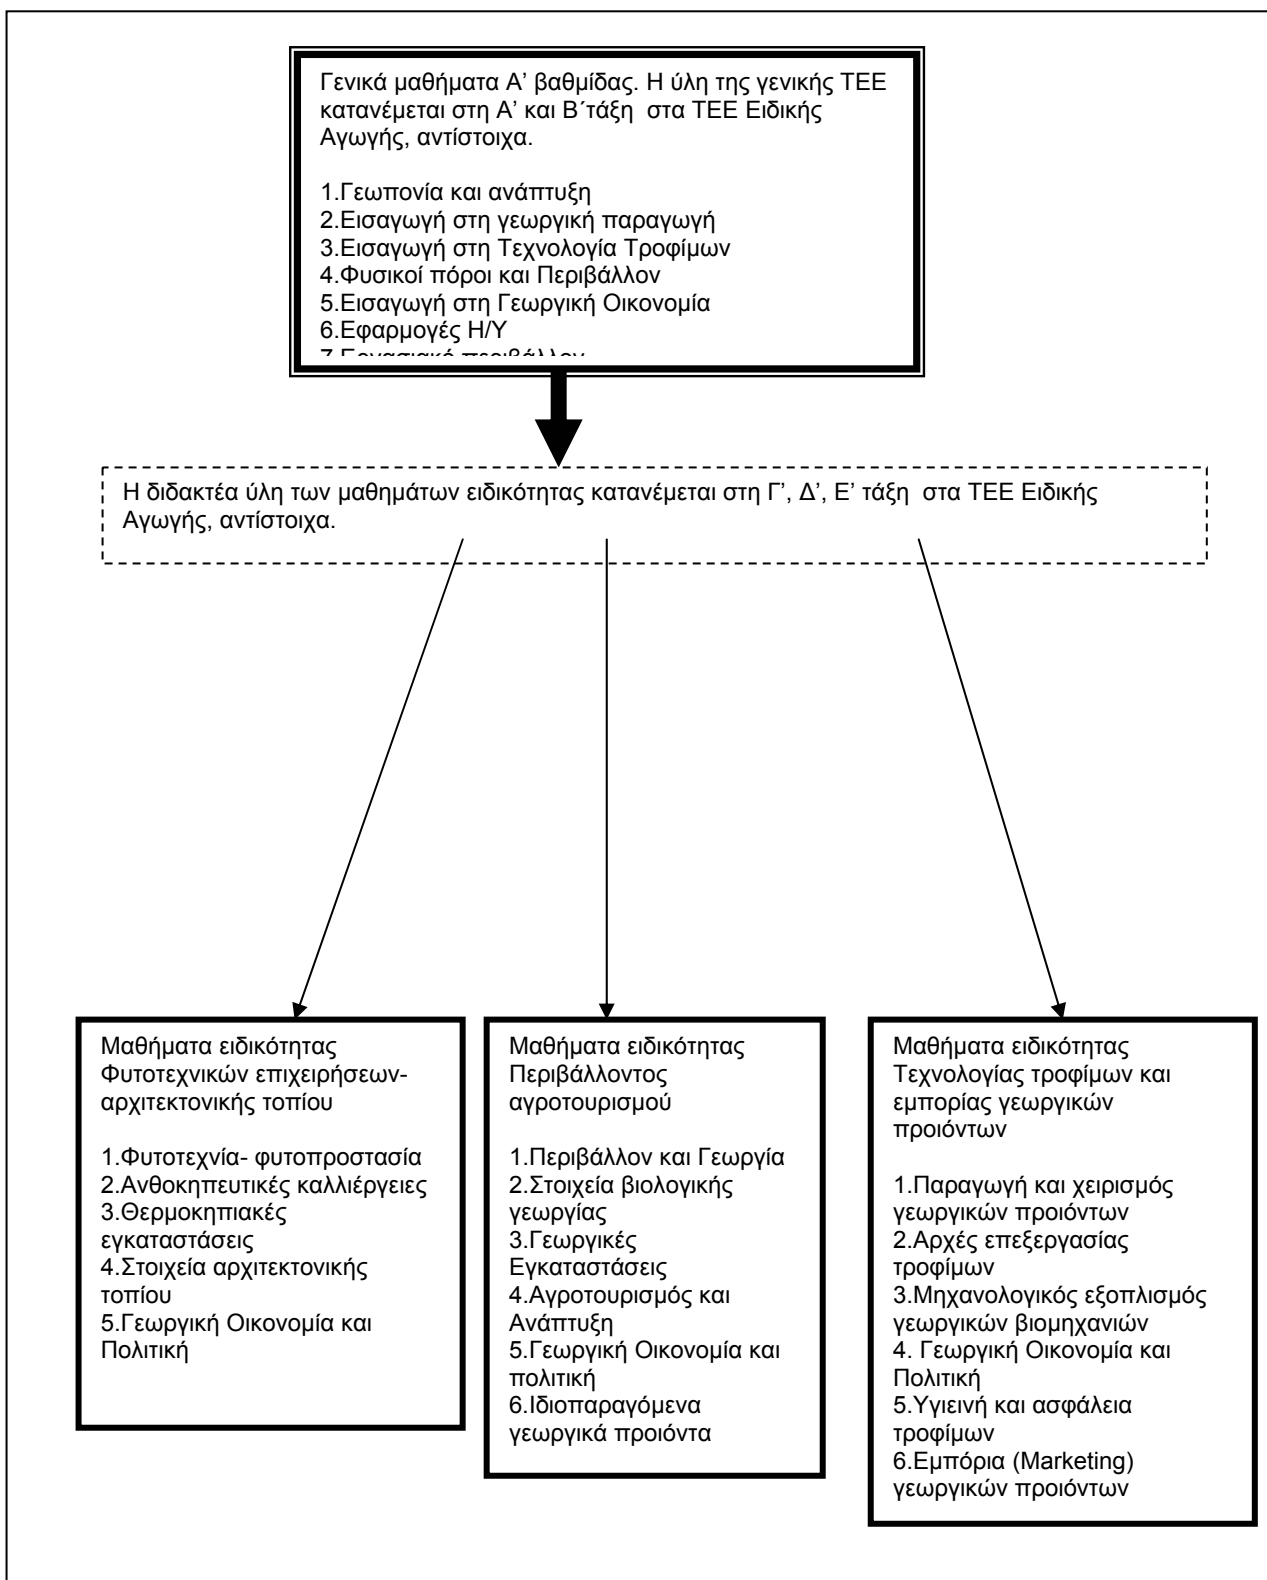 Γενικά μαθήματα Α’ βαθμίδας. Η ύλη της γενικής ΤΕΕ
κατανέμεται στη Α’ και Β΄τάξη  στα ΤΕΕ Ειδικής
Αγωγής, αντίστοιχα.
1.Γεωπονία και ανάπτυξη
2.Εισαγωγή στη γεωργική παραγωγή
3.Εισαγωγή στη Τεχνολογία Τροφίμων
4.Φυσικοί πόροι και Περιβάλλον
5.Εισαγωγή στη Γεωργική Οικονομία
6.Εφαρμογές Η/Υ
7.Εργασιακό περιβάλλον
Η διδακτέα ύλη των μαθημάτων ειδικότητας κατανέμεται στη Γ’, Δ’, Ε’ τάξη  στα ΤΕΕ Ειδικής
Αγωγής, αντίστοιχα.
Μαθήματα ειδικότητας
Φυτοτεχνικών επιχειρήσεων-
αρχιτεκτονικής τοπίου
1.Φυτοτεχνία- φυτοπροστασία
2.Ανθοκηπευτικές καλλιέργειες
3.Θερμοκηπιακές
εγκαταστάσεις
4.Στοιχεία αρχιτεκτονικής
τοπίου
5.Γεωργική Οικονομία και
Πολιτική
Μαθήματα ειδικότητας
Περιβάλλοντος
αγροτουρισμού
1.Περιβάλλον και Γεωργία
2.Στοιχεία βιολογικής
γεωργίας
3.Γεωργικές
Εγκαταστάσεις
4.Αγροτουρισμός και
Ανάπτυξη
5.Γεωργική Οικονομία και
πολιτική
6.Ιδιοπαραγόμενα
γεωργικά προιόντα
Μαθήματα ειδικότητας
Τεχνολογίας τροφίμων και
εμπορίας γεωργικών
προιόντων
1.Παραγωγή και χειρισμός
γεωργικών προιόντων
2.Αρχές επεξεργασίας
τροφίμων
3.Μηχανολογικός εξοπλισμός
γεωργικών βιομηχανιών
4. Γεωργική Οικονομία και
Πολιτική
5.Υγιεινή και ασφάλεια
τροφίμων
6.Εμπόρια (Marketing)
γεωργικών προιόντων